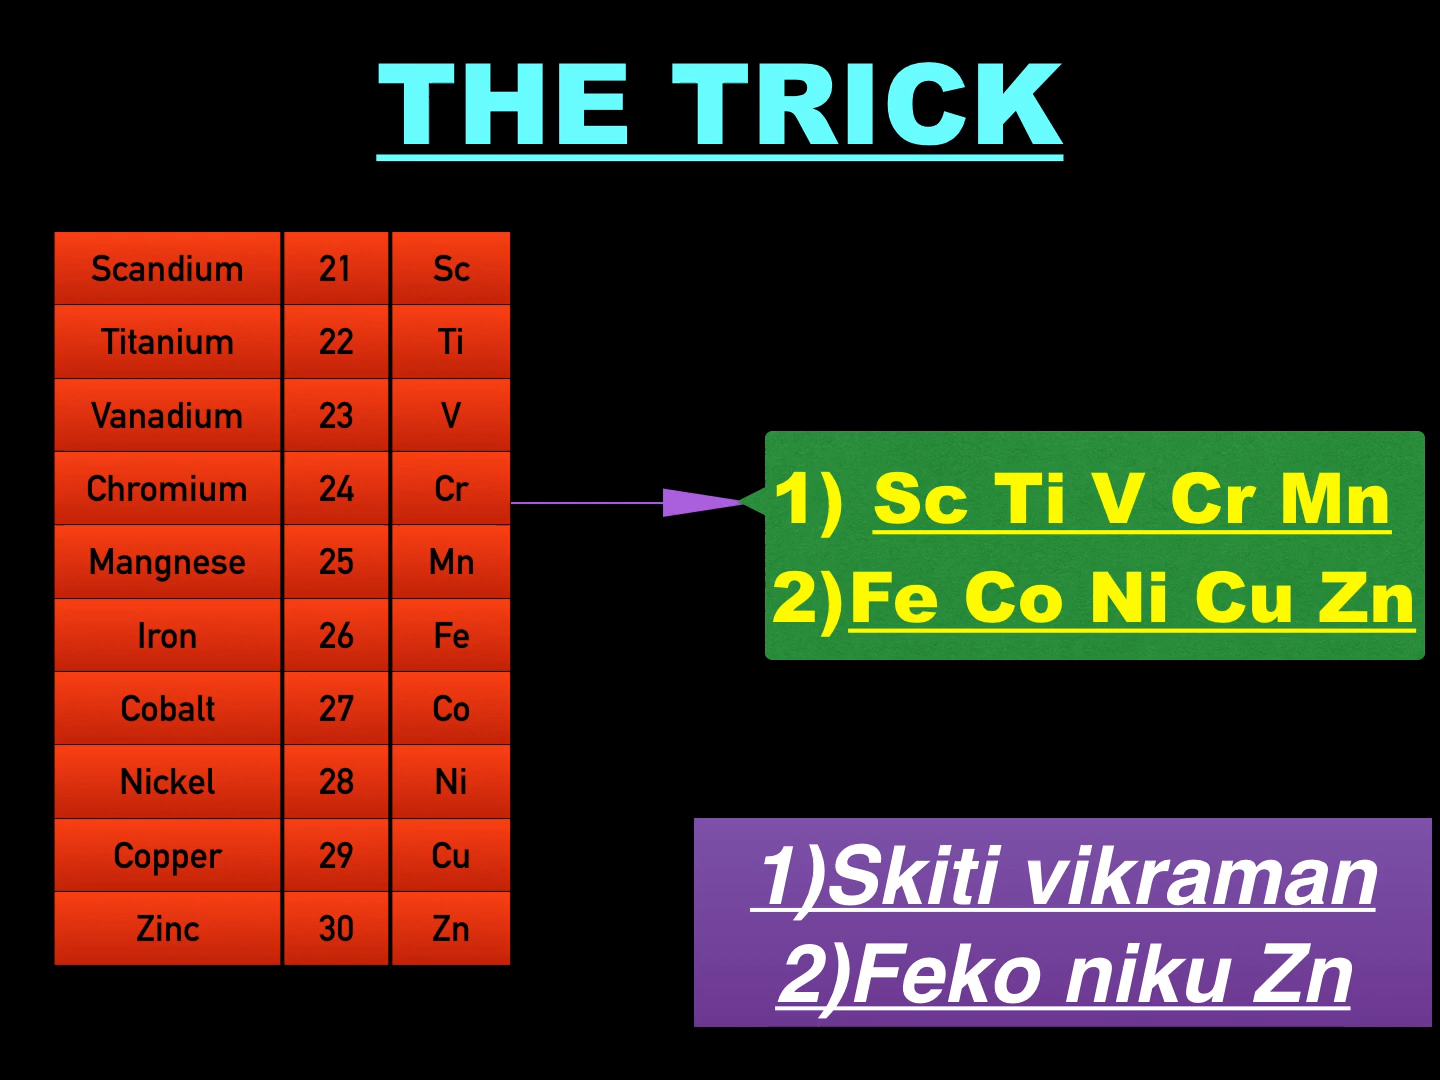 THE TRICK
Scandium 21 Sc
Titanium 22 Ti
Vanadium 23 V
Chromium 24 Cr
Mangnese 25 Mn
Iron 26 Fe
Cobalt 27 Co
Nickel 28 Ni
Copper 29 Cu
Zinc 30 Zn
1) Sc Ti V Cr Mn
2)Fe Co Ni Cu Zn
1)Skiti vikraman
2)Feko niku Zn